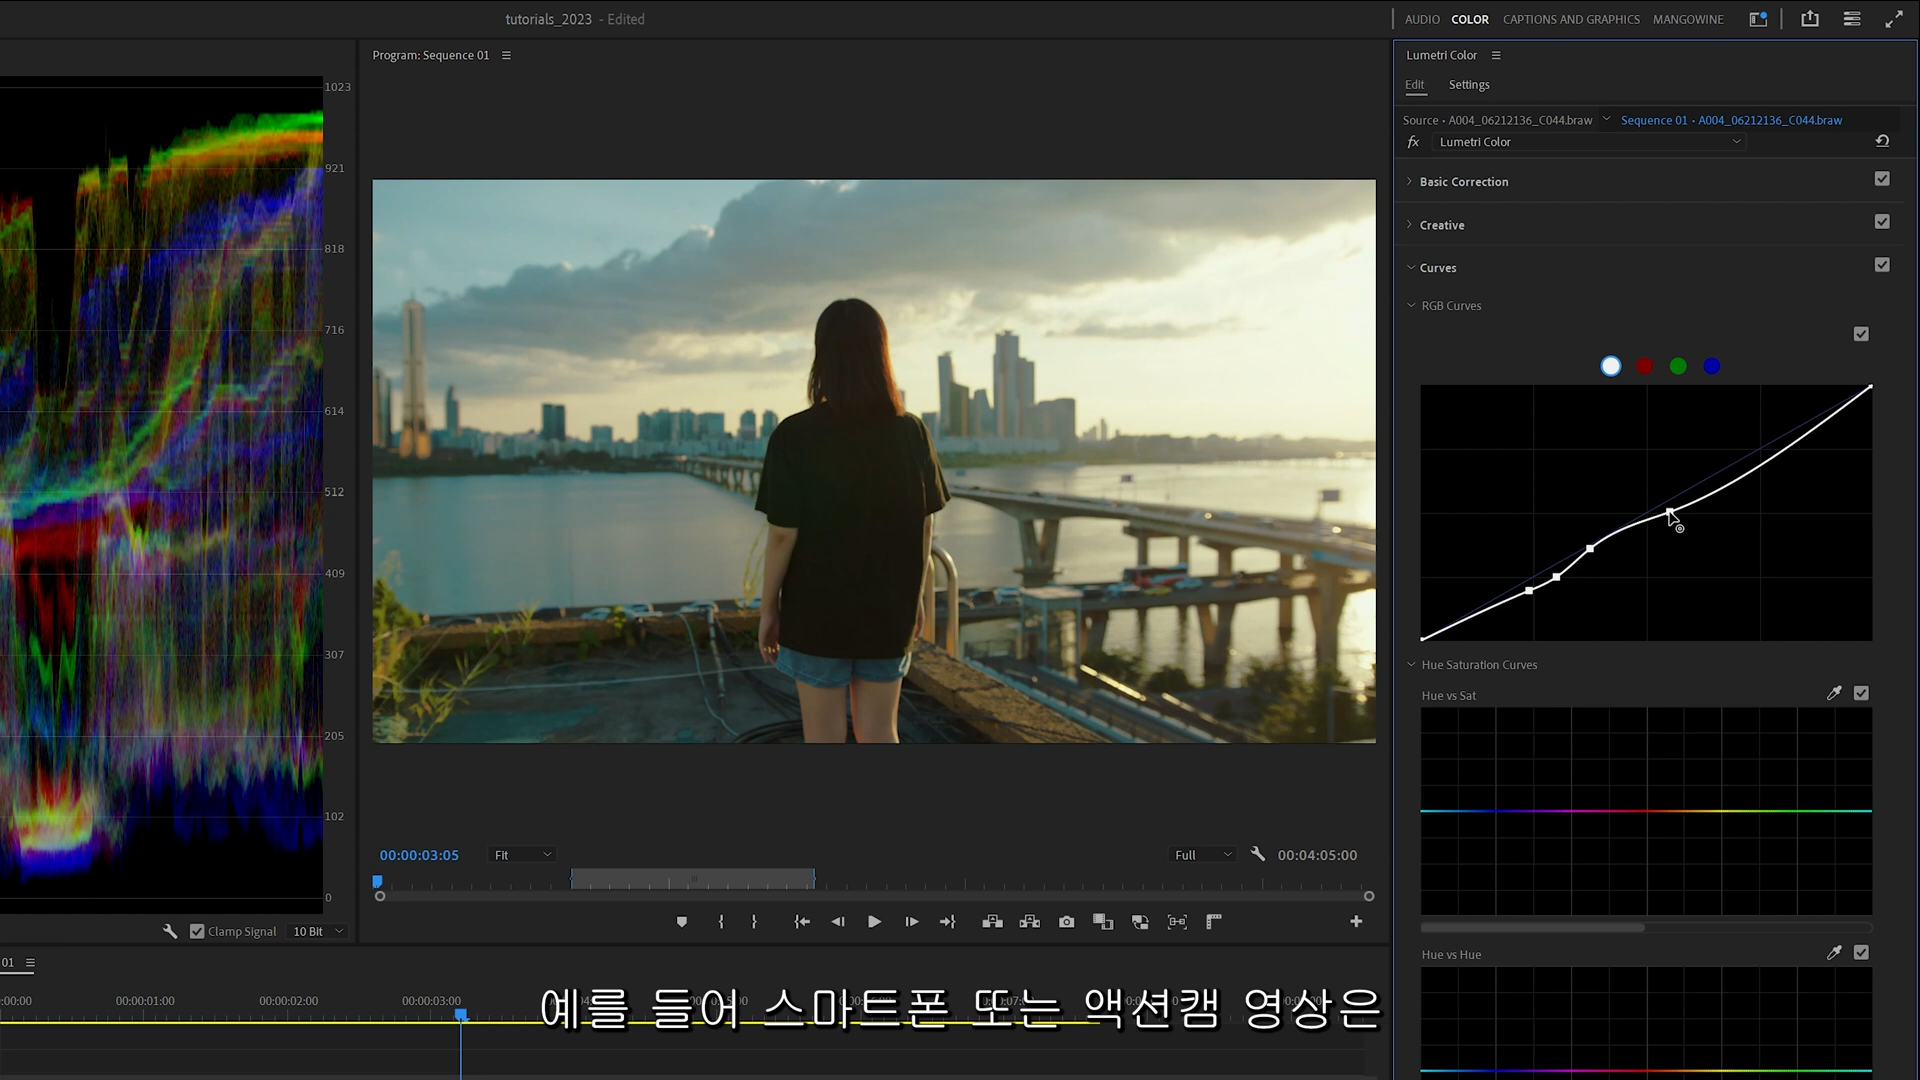 tutorials_2023 - Edited
AUDIO COLOR CAPTIONS AND GRAPHICS MANGOWINE
Program: Sequence 01
Lumetri Color
Edit Settings
Source • A004_06212136_C044.braw Sequence 01 • A004_06212136_C044.braw
fx Lumetri Color
Basic Correction
Creative
Curves
RGB Curves
Hue Saturation Curves
Hue vs Sat
Hue vs Hue
1023
921
818
716
614
512
409
307
205
102
0
Clamp Signal 10 Bit
00:00:03:05 Fit Full 00:04:05:00
01
:00:00 00:00:01:00 00:00:02:00 00:00:03:00
예를 들어 스마트폰 또는 액션캠 영상은